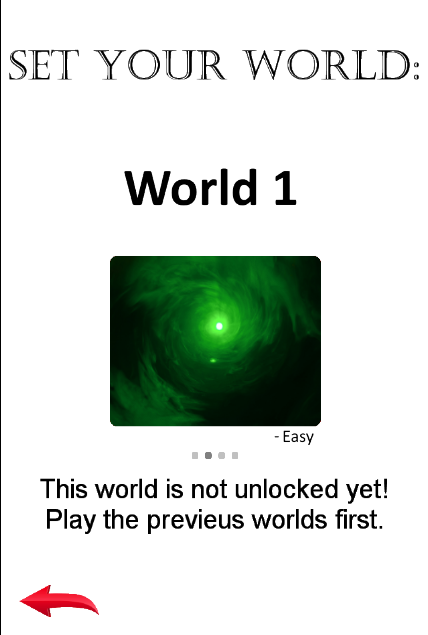 SET YOUR WORLD:
World 1
- Easy
This world is not unlocked yet!
Play the previeus worlds first.